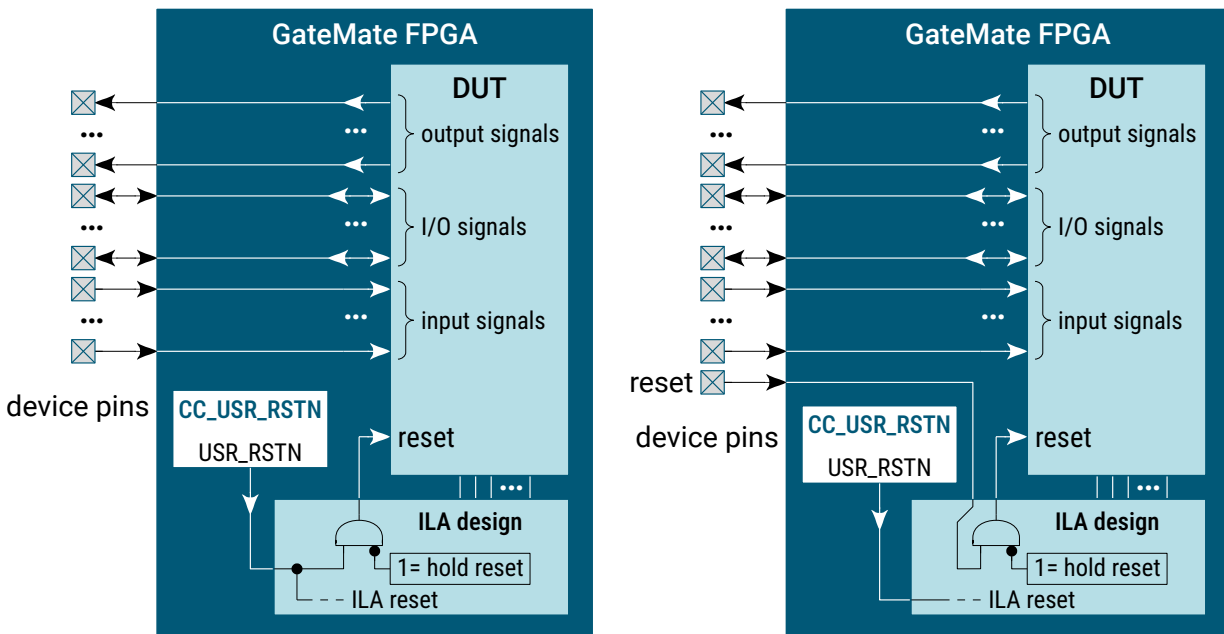 GateMate FPGA
DUT
output signals
...
...
I/O signals
...
...
input signals
...
...
device pins
CC_USR_RSTN
USR_RSTN
reset
...
ILA design
1= hold reset
ILA reset
GateMate FPGA
DUT
output signals
...
...
I/O signals
...
...
input signals
...
...
reset
device pins
CC_USR_RSTN
USR_RSTN
reset
...
ILA design
1= hold reset
ILA reset